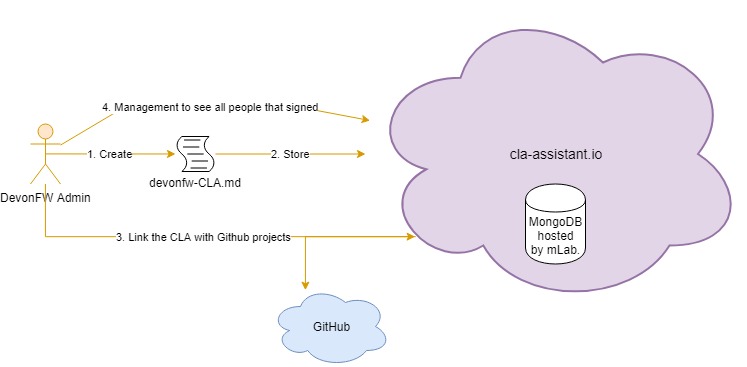 4. Management to see all people that signed
1. Create
2. Store
devonfw-CLA.md
DevonFW Admin
3. Link the CLA with Github projects
cla-assistant.io
MongoDB
hosted
by mLab.
GitHub